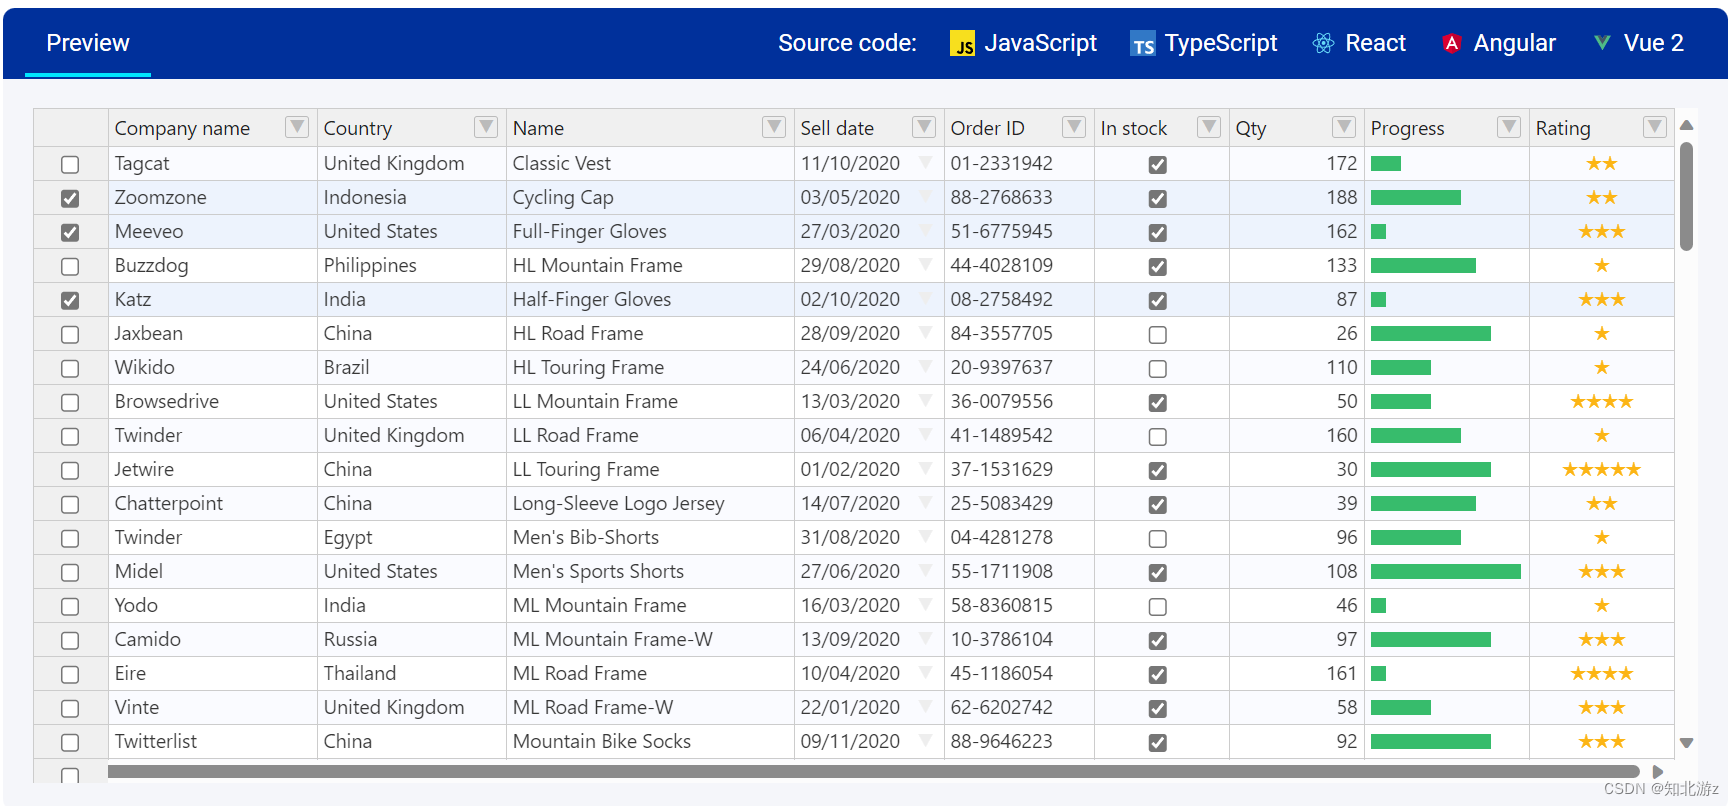 Preview Source code: JS JavaScript TS TypeScript React A Angular Vue 2
Company name Country Name Sell date Order ID In stock Qty Progress Rating
Tagcat United Kingdom Classic Vest 11/10/2020 01-2331942 172
Zoomzone Indonesia Cycling Cap 03/05/2020 88-2768633 188
Meeveo United States Full-Finger Gloves 27/03/2020 51-6775945 162
Buzzdog Philippines HL Mountain Frame 29/08/2020 44-4028109 133
Katz India Half-Finger Gloves 02/10/2020 08-2758492 87
Jaxbean China HL Road Frame 28/09/2020 84-3557705 26
Wikido Brazil HL Touring Frame 24/06/2020 20-9397637 110
Browsedrive United States LL Mountain Frame 13/03/2020 36-0079556 50
Twinder United Kingdom LL Road Frame 06/04/2020 41-1489542 160
Jetwire China LL Touring Frame 01/02/2020 37-1531629 30
Chatterpoint China Long-Sleeve Logo Jersey 14/07/2020 25-5083429 39
Twinder Egypt Men's Bib-Shorts 31/08/2020 04-4281278 96
Midel United States Men's Sports Shorts 27/06/2020 55-1711908 108
Yodo India ML Mountain Frame 16/03/2020 58-8360815 46
Camido Russia ML Mountain Frame-W 13/09/2020 10-3786104 97
Eire Thailand ML Road Frame 10/04/2020 45-1186054 161
Vinte United Kingdom ML Road Frame-W 22/01/2020 62-6202742 58
Twitterlist China Mountain Bike Socks 09/11/2020 88-9646223 92
CSDN @知北游z